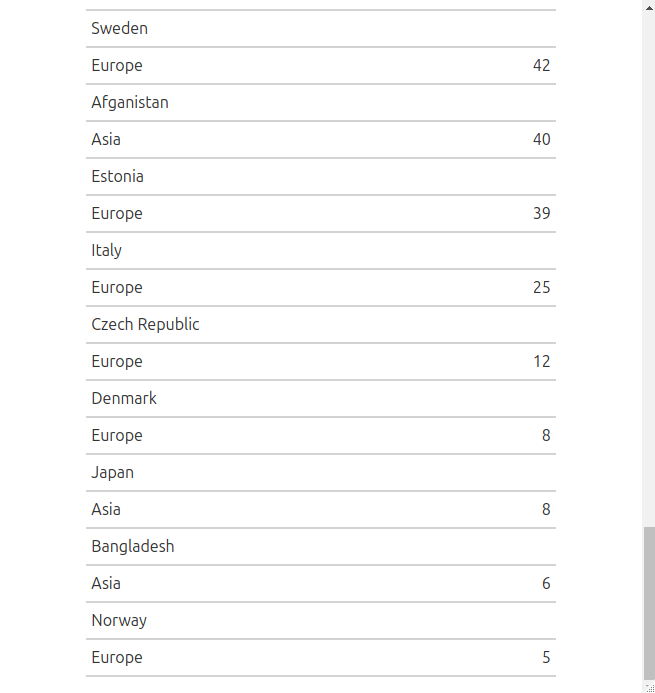 Sweden
Europe 42
Afganistan
Asia 40
Estonia
Europe 39
Italy
Europe 25
Czech Republic
Europe 12
Denmark
Europe 8
Japan
Asia 8
Bangladesh
Asia 6
Norway
Europe 5